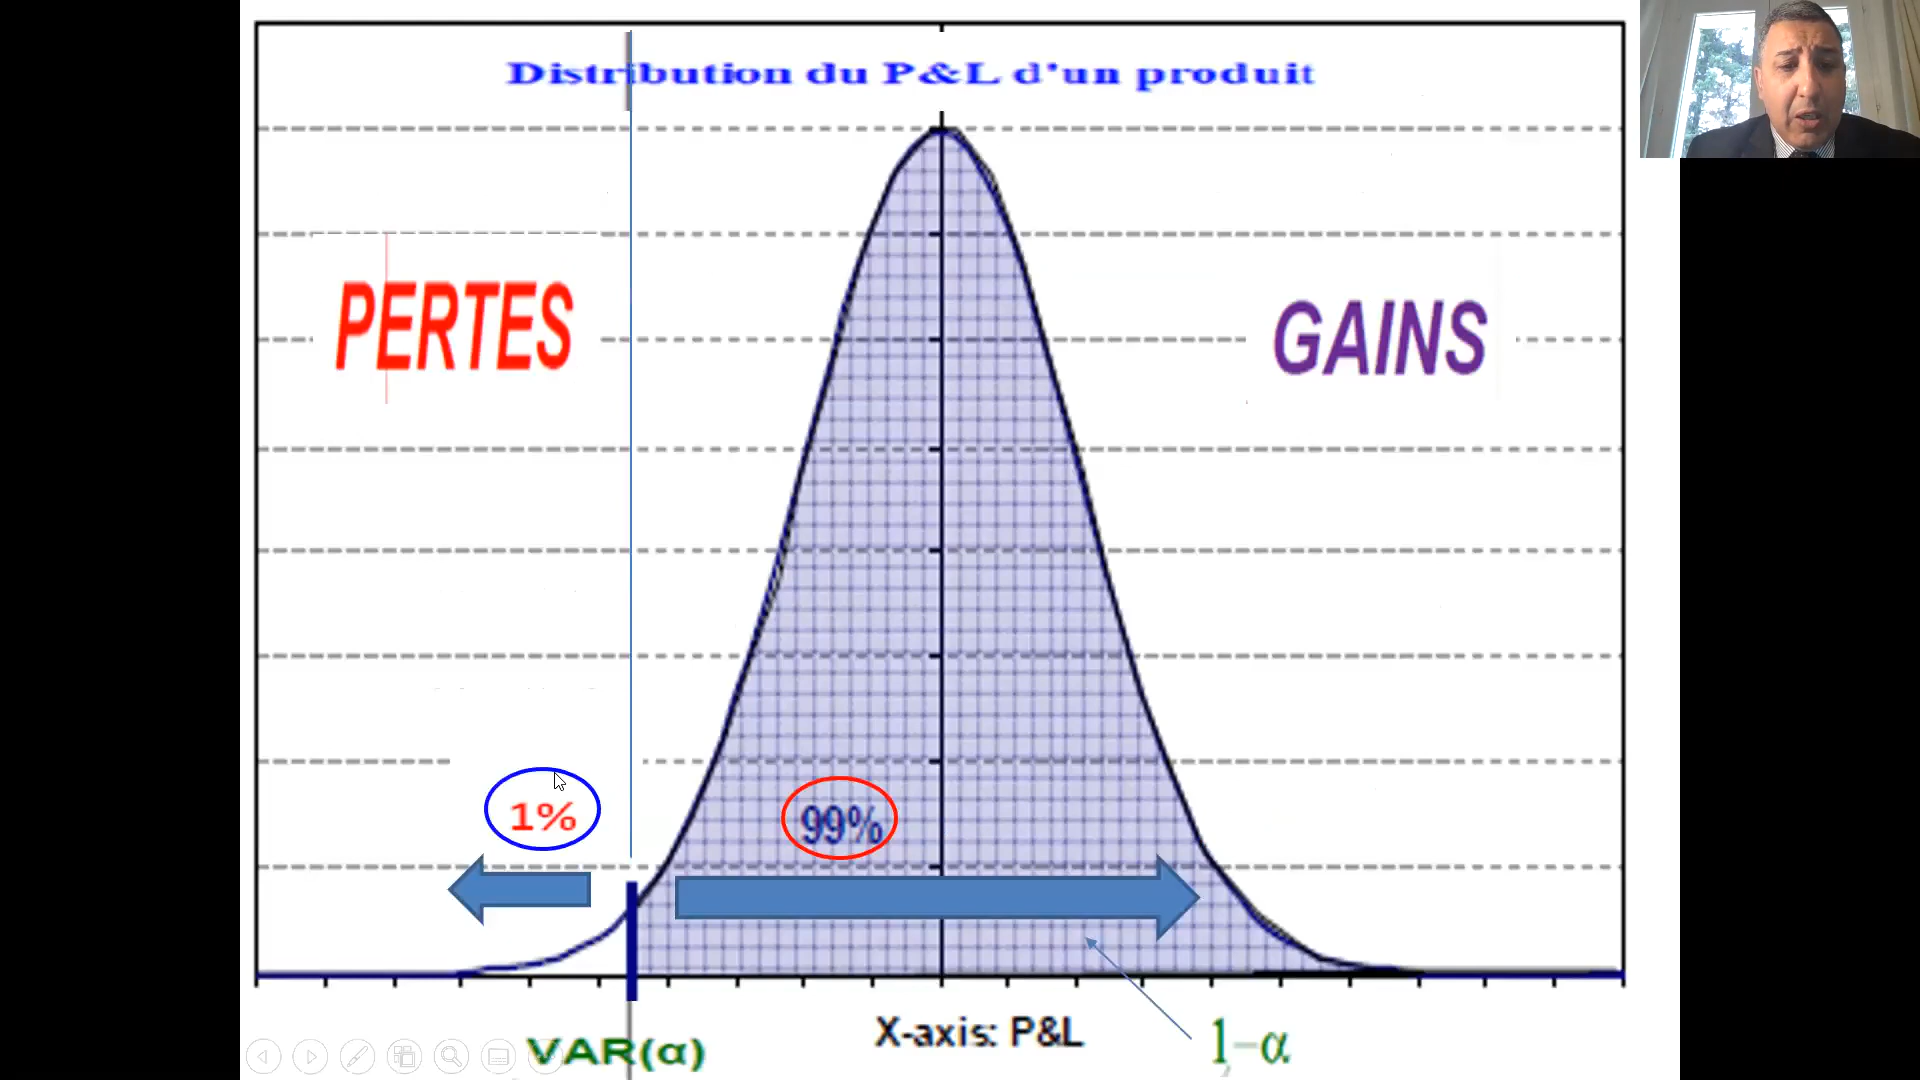 Distribution du P&L d'un produit
PERTES
GAINS
1%
99%
X-axis: P&L
VAR(α)
1-α